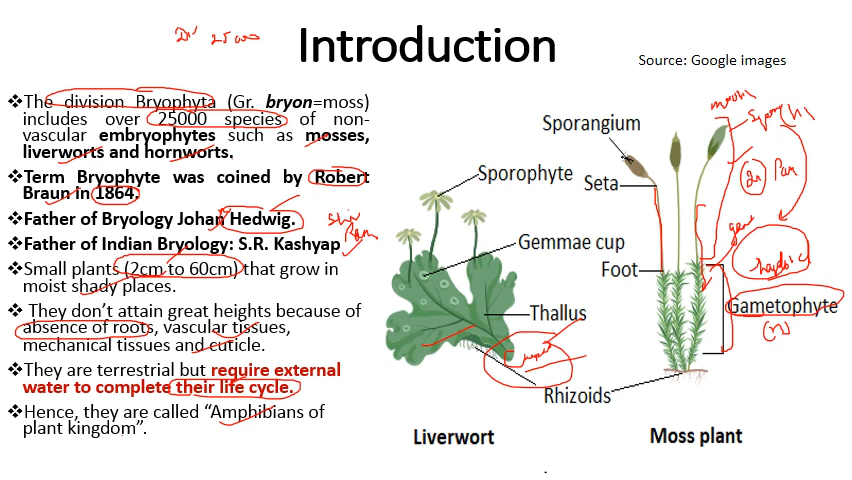 Introduction
Source: Google images
25000
❖The division Bryophyta (Gr. bryon=moss)
includes over 25000 species of non-
vascular embryophytes such as mosses,
liverworts and hornworts.
❖Term Bryophyte was coined by Robert
Braun in 1864.
❖Father of Bryology Johan Hedwig.
❖Father of Indian Bryology: S.R. Kashyap
❖Small plants (2cm to 60cm) that grow in
moist shady places.
❖ They don’t attain great heights because of
absence of roots, vascular tissues,
mechanical tissues and cuticle.
❖They are terrestrial but require external
water to complete their life cycle.
❖Hence, they are called “Amphibians of
plant kingdom”.
Sporophyte
Gemmae cup
Thallus
Rhizoids
Liverwort
Sporangium
Seta
Foot
Gametophyte
(n)
Moss plant